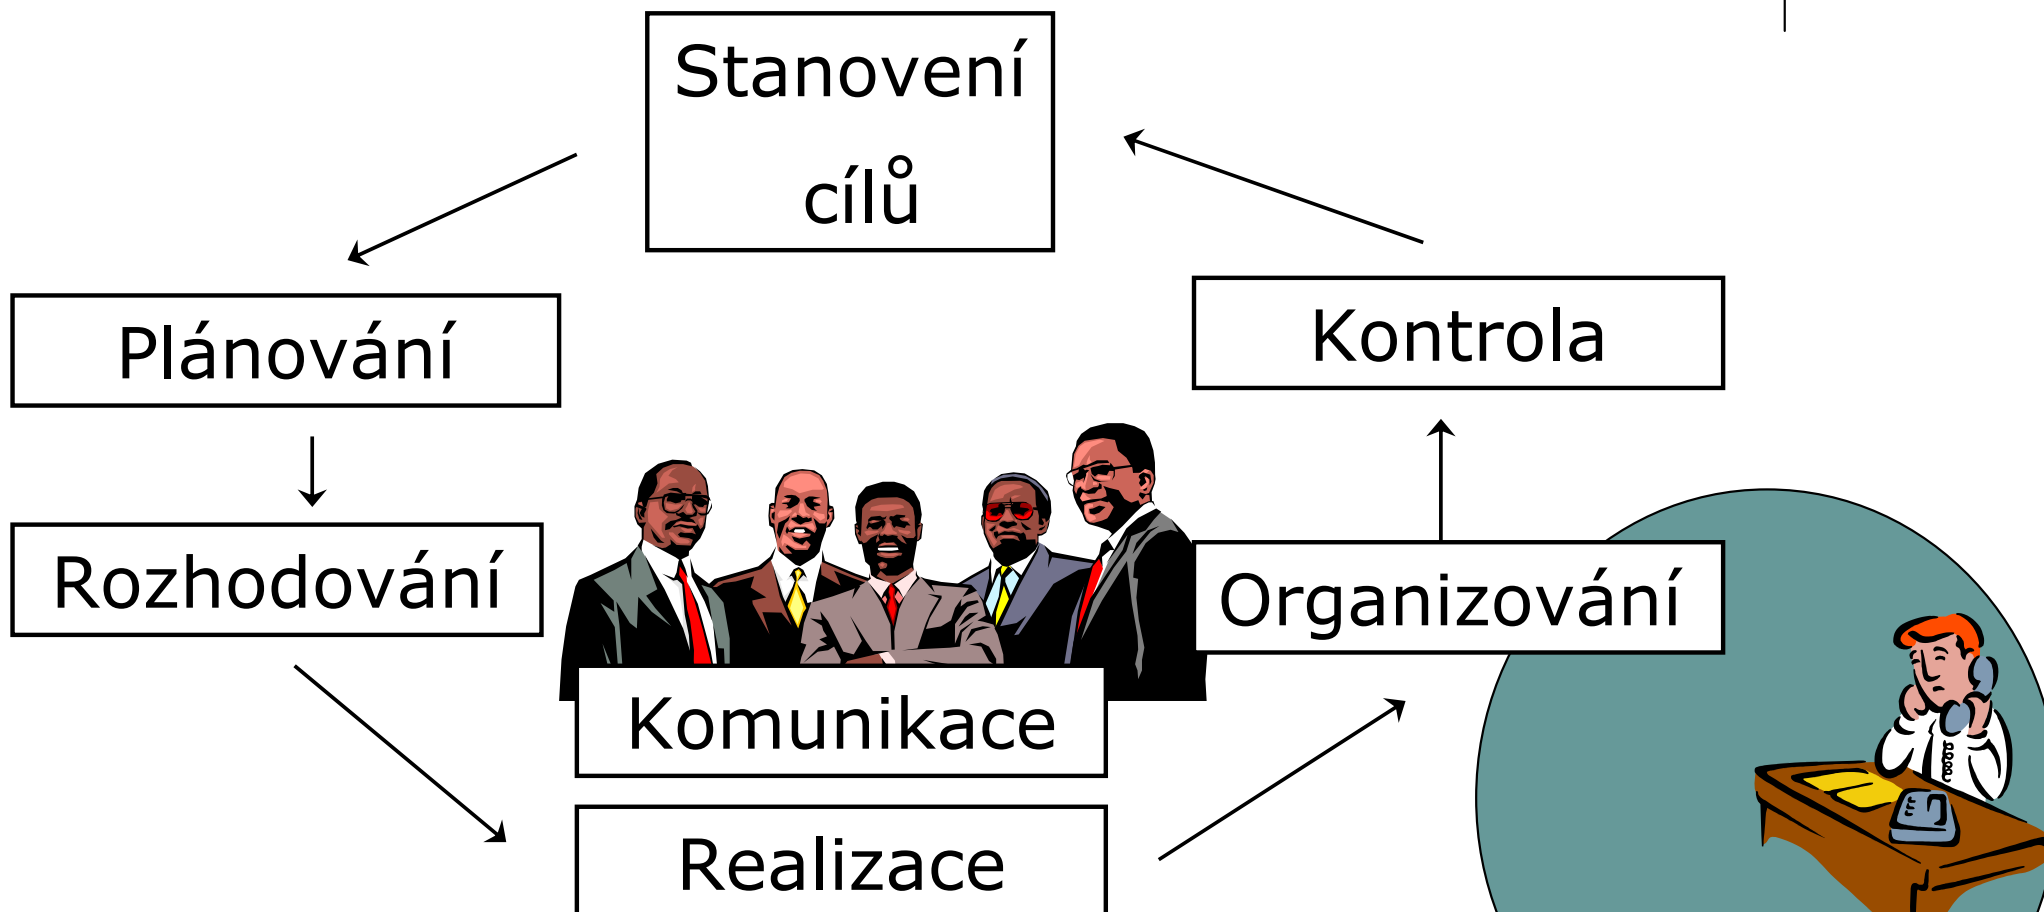 Stanovení
cílů
Plánování
Kontrola
Rozhodování
Organizování
Komunikace
Realizace